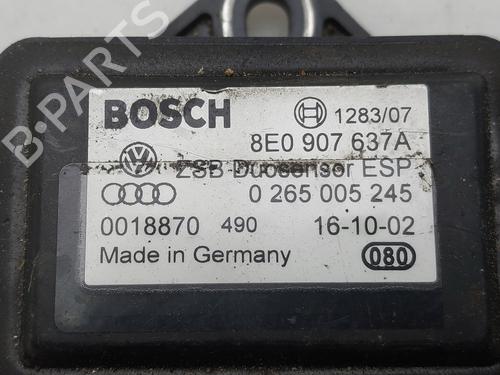 B-PARTS
BOSCH 1283/07
8E0 907 637A
ZSB Duosensor ESP
0 265 005 245
0018870 490 16-10-02
Made in Germany 080